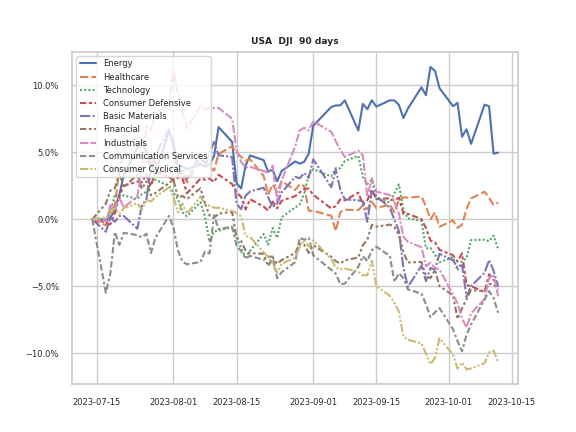 USA DJI 90 days
Energy
Healthcare
Technology
Consumer Defensive
Basic Materials
Financial
Industrials
Communication Services
Consumer Cyclical
10.0%
5.0%
0.0%
−5.0%
−10.0%
2023-07-15
2023-08-01
2023-08-15
2023-09-01
2023-09-15
2023-10-01
2023-10-15